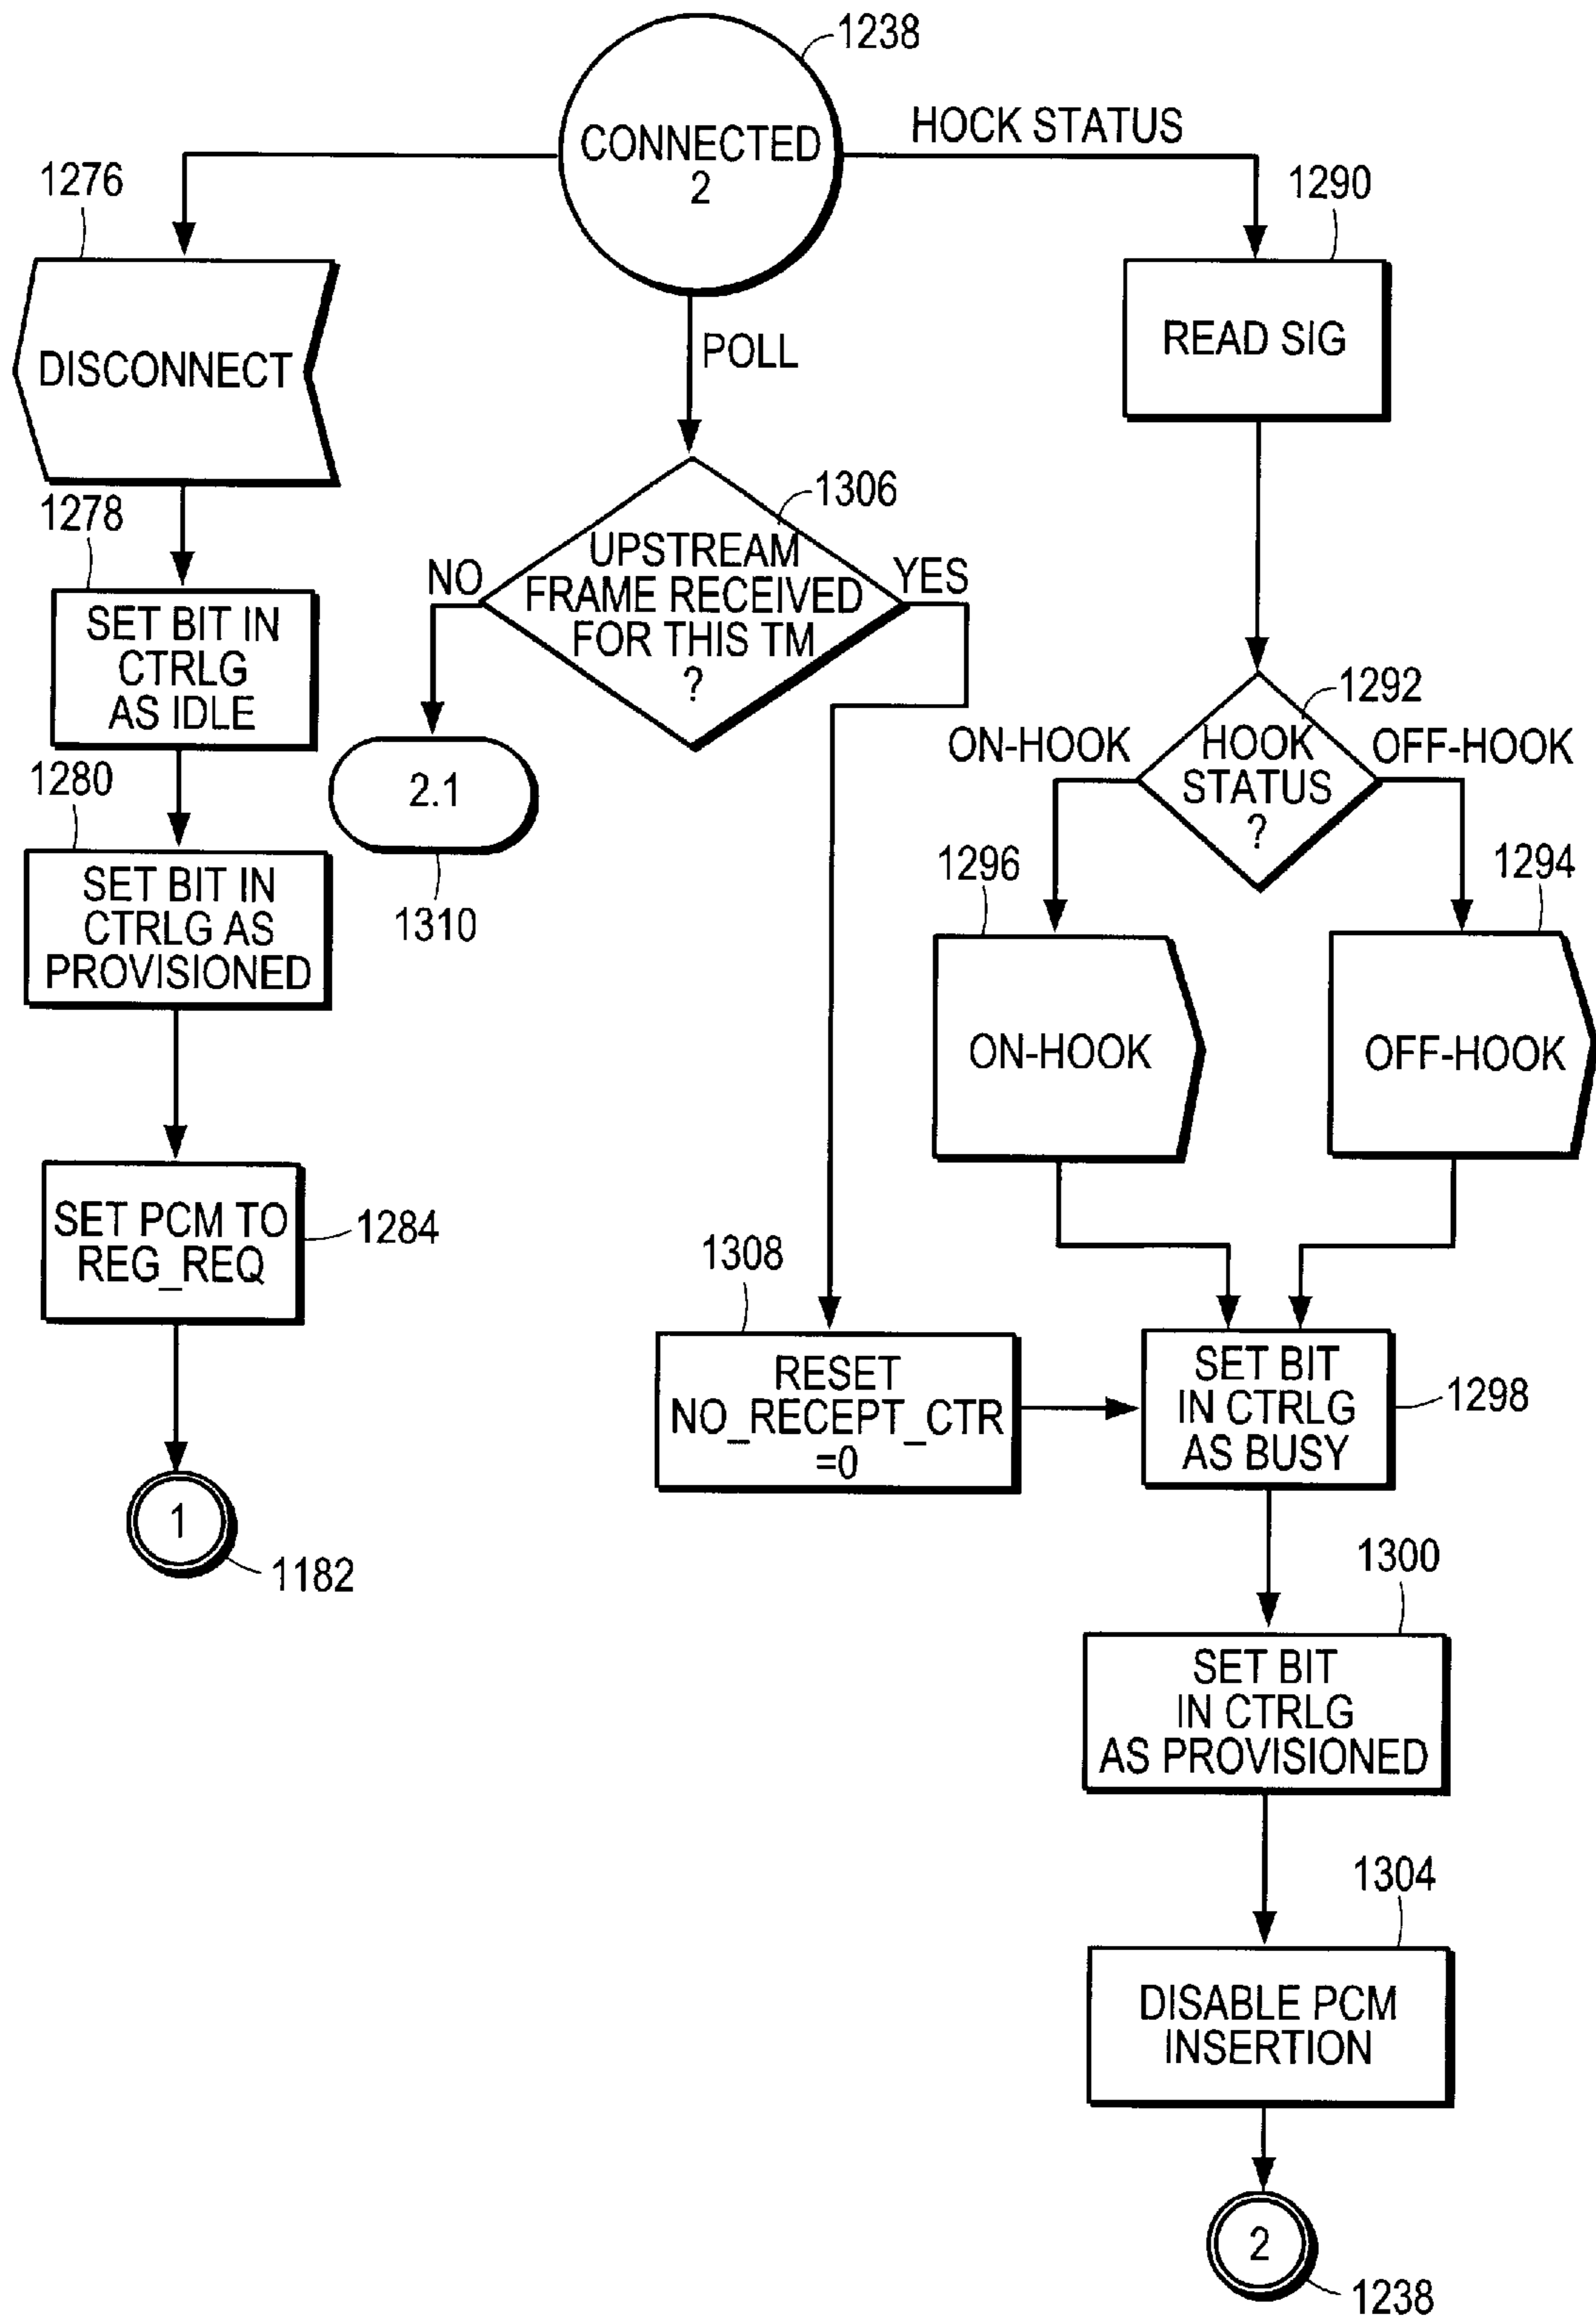 1238
CONNECTED
2
HOCK STATUS
1276
DISCONNECT
POLL
1290
READ SIG
1278
SET BIT IN
CTRLG
AS IDLE
1306
UPSTREAM
FRAME RECEIVED
FOR THIS TM
?
NO
YES
2.1
1310
1280
SET BIT IN
CTRLG AS
PROVISIONED
1292
HOOK
STATUS
?
ON-HOOK
OFF-HOOK
1296
ON-HOOK
1294
OFF-HOOK
SET PCM TO
REG_REQ
1284
1
1182
1308
RESET
NO_RECEPT_CTR
=0
SET BIT
IN CTRLG
AS BUSY
1298
1300
SET BIT
IN CTRLG
AS PROVISIONED
1304
DISABLE PCM
INSERTION
2
1238